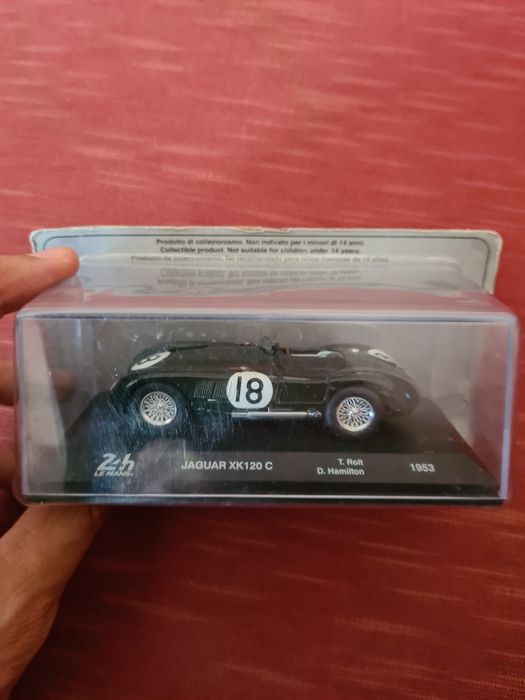 Prodotto di collezionismo. Non indicato per i minori di 14 anni.
Collectible product. Not suitable for children under 14 years.
Producto de coleccionismo. No recomendado para niños menores de 14 años.
18
24h
LE MANS
JAGUAR XK120 C
T. Rolt
D. Hamilton
1953